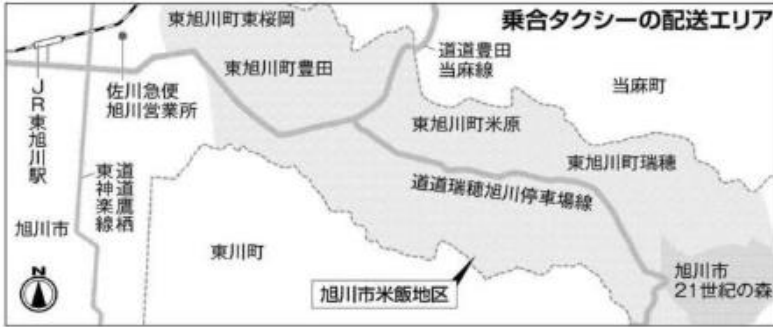 乗合タクシーの配送エリア
東旭川町東桜岡
道道豊田
当麻線
東旭川町豊田
当麻町
佐川急便
旭川営業所
JR東旭川駅
東旭川町米原
東旭川町瑞穂
道道鷹栖
東神楽線
道道瑞穂旭川停車場線
旭川市
東川町
旭川市
21世紀の森
旭川市米飯地区
N